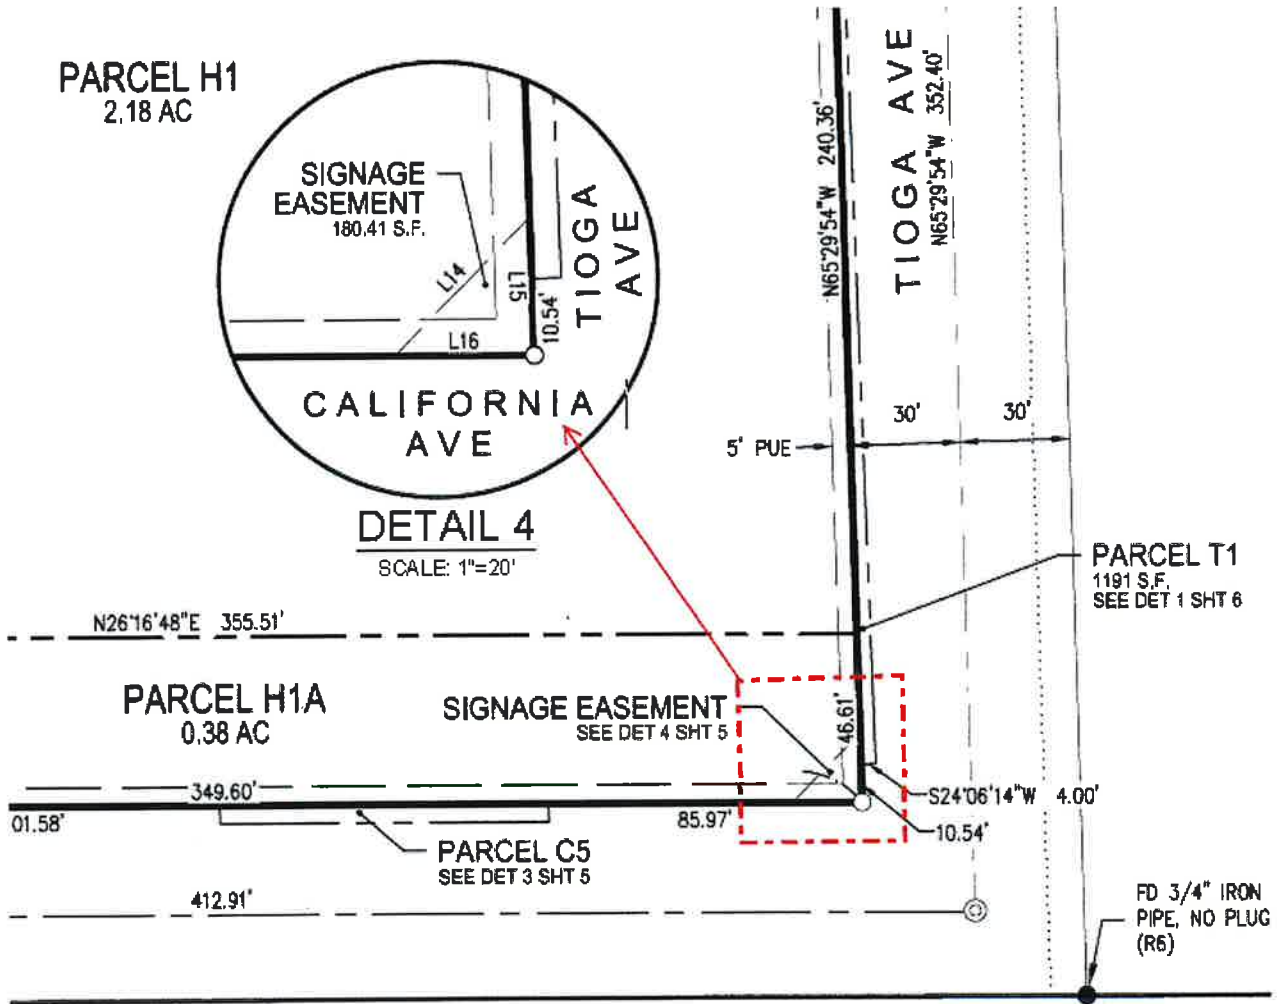 PARCEL H1
2.18 AC
SIGNAGE
EASEMENT
180.41 S.F.
L14
L15
10.54'
L16
TIOGA
AVE
CALIFORNIA
AVE
DETAIL 4
SCALE: 1"=20'
N65°29'54"W 240.36'
TIOGA AVE
N65°29'54"W 352.40'
30'
30'
5' PUE
PARCEL T1
1191 S.F.
SEE DET 1 SHT 6
N26°16'48"E 355.51'
PARCEL H1A
0.38 AC
SIGNAGE EASEMENT
SEE DET 4 SHT 5
46.61'
349.60'
S24°06'14"W 4.00'
01.58'
85.97'
10.54'
PARCEL C5
SEE DET 3 SHT 5
412.91'
FD 3/4" IRON
PIPE, NO PLUG
(R6)